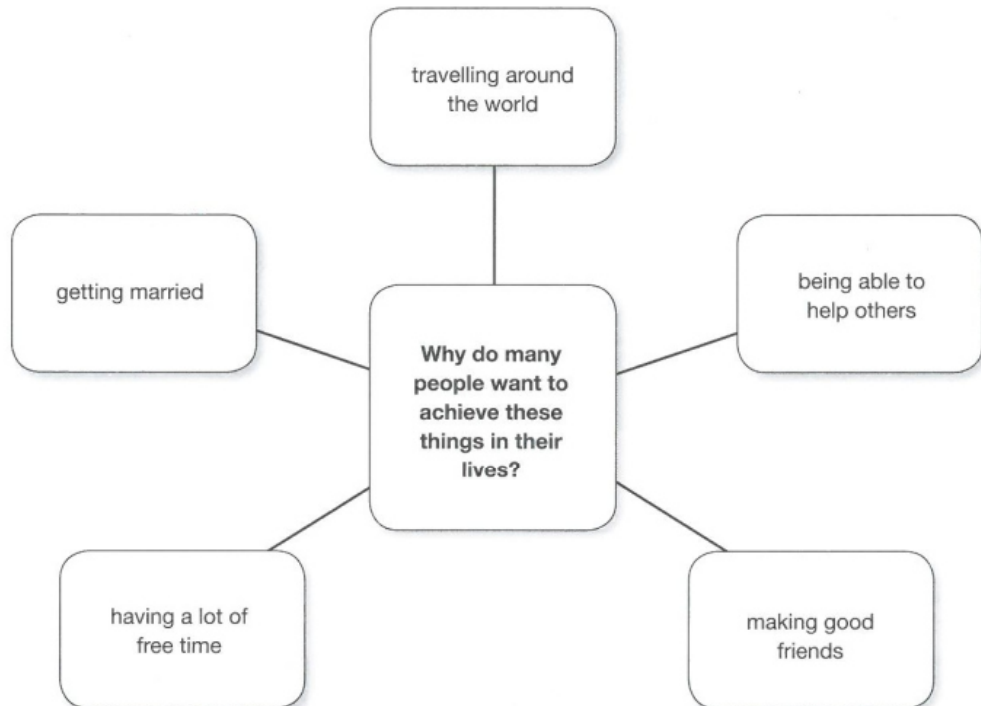 travelling around
the world
getting married
being able to
help others
Why do many
people want to
achieve these
things in their
lives?
having a lot of
free time
making good
friends